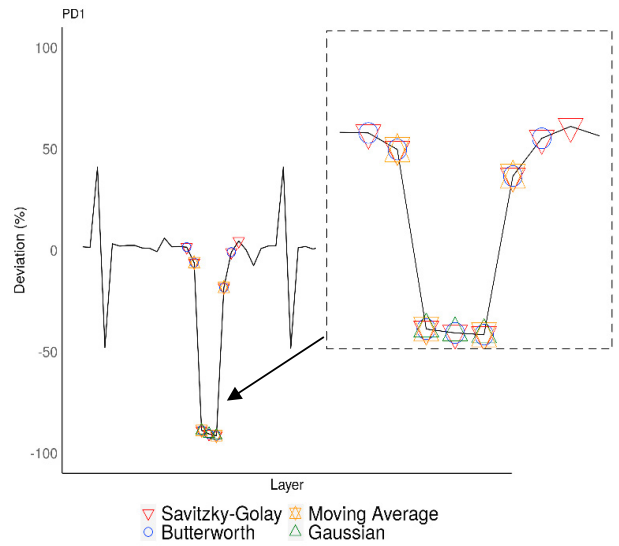 PD1
100
50
0
-50
-100
Deviation (%)
Layer
Savitzky-Golay Moving Average
Butterworth Gaussian